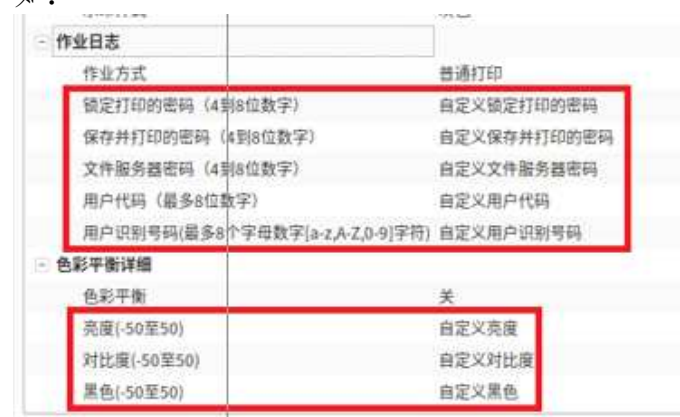 作业日志
作业方式 普通打印
锁定打印的密码（4到8位数字） 自定义锁定打印的密码
保存并打印的密码（4到8位数字） 自定义保存并打印的密码
文件服务器密码（4到8位数字） 自定义文件服务器密码
用户代码（最多8位数字） 自定义用户代码
用户识别号码(最多8个字母数字[a-z,A-Z,0-9]字符) 自定义用户识别号码
色彩平衡详细
色彩平衡 关
亮度(-50至50) 自定义亮度
对比度(-50至50) 自定义对比度
黑色(-50至50) 自定义黑色